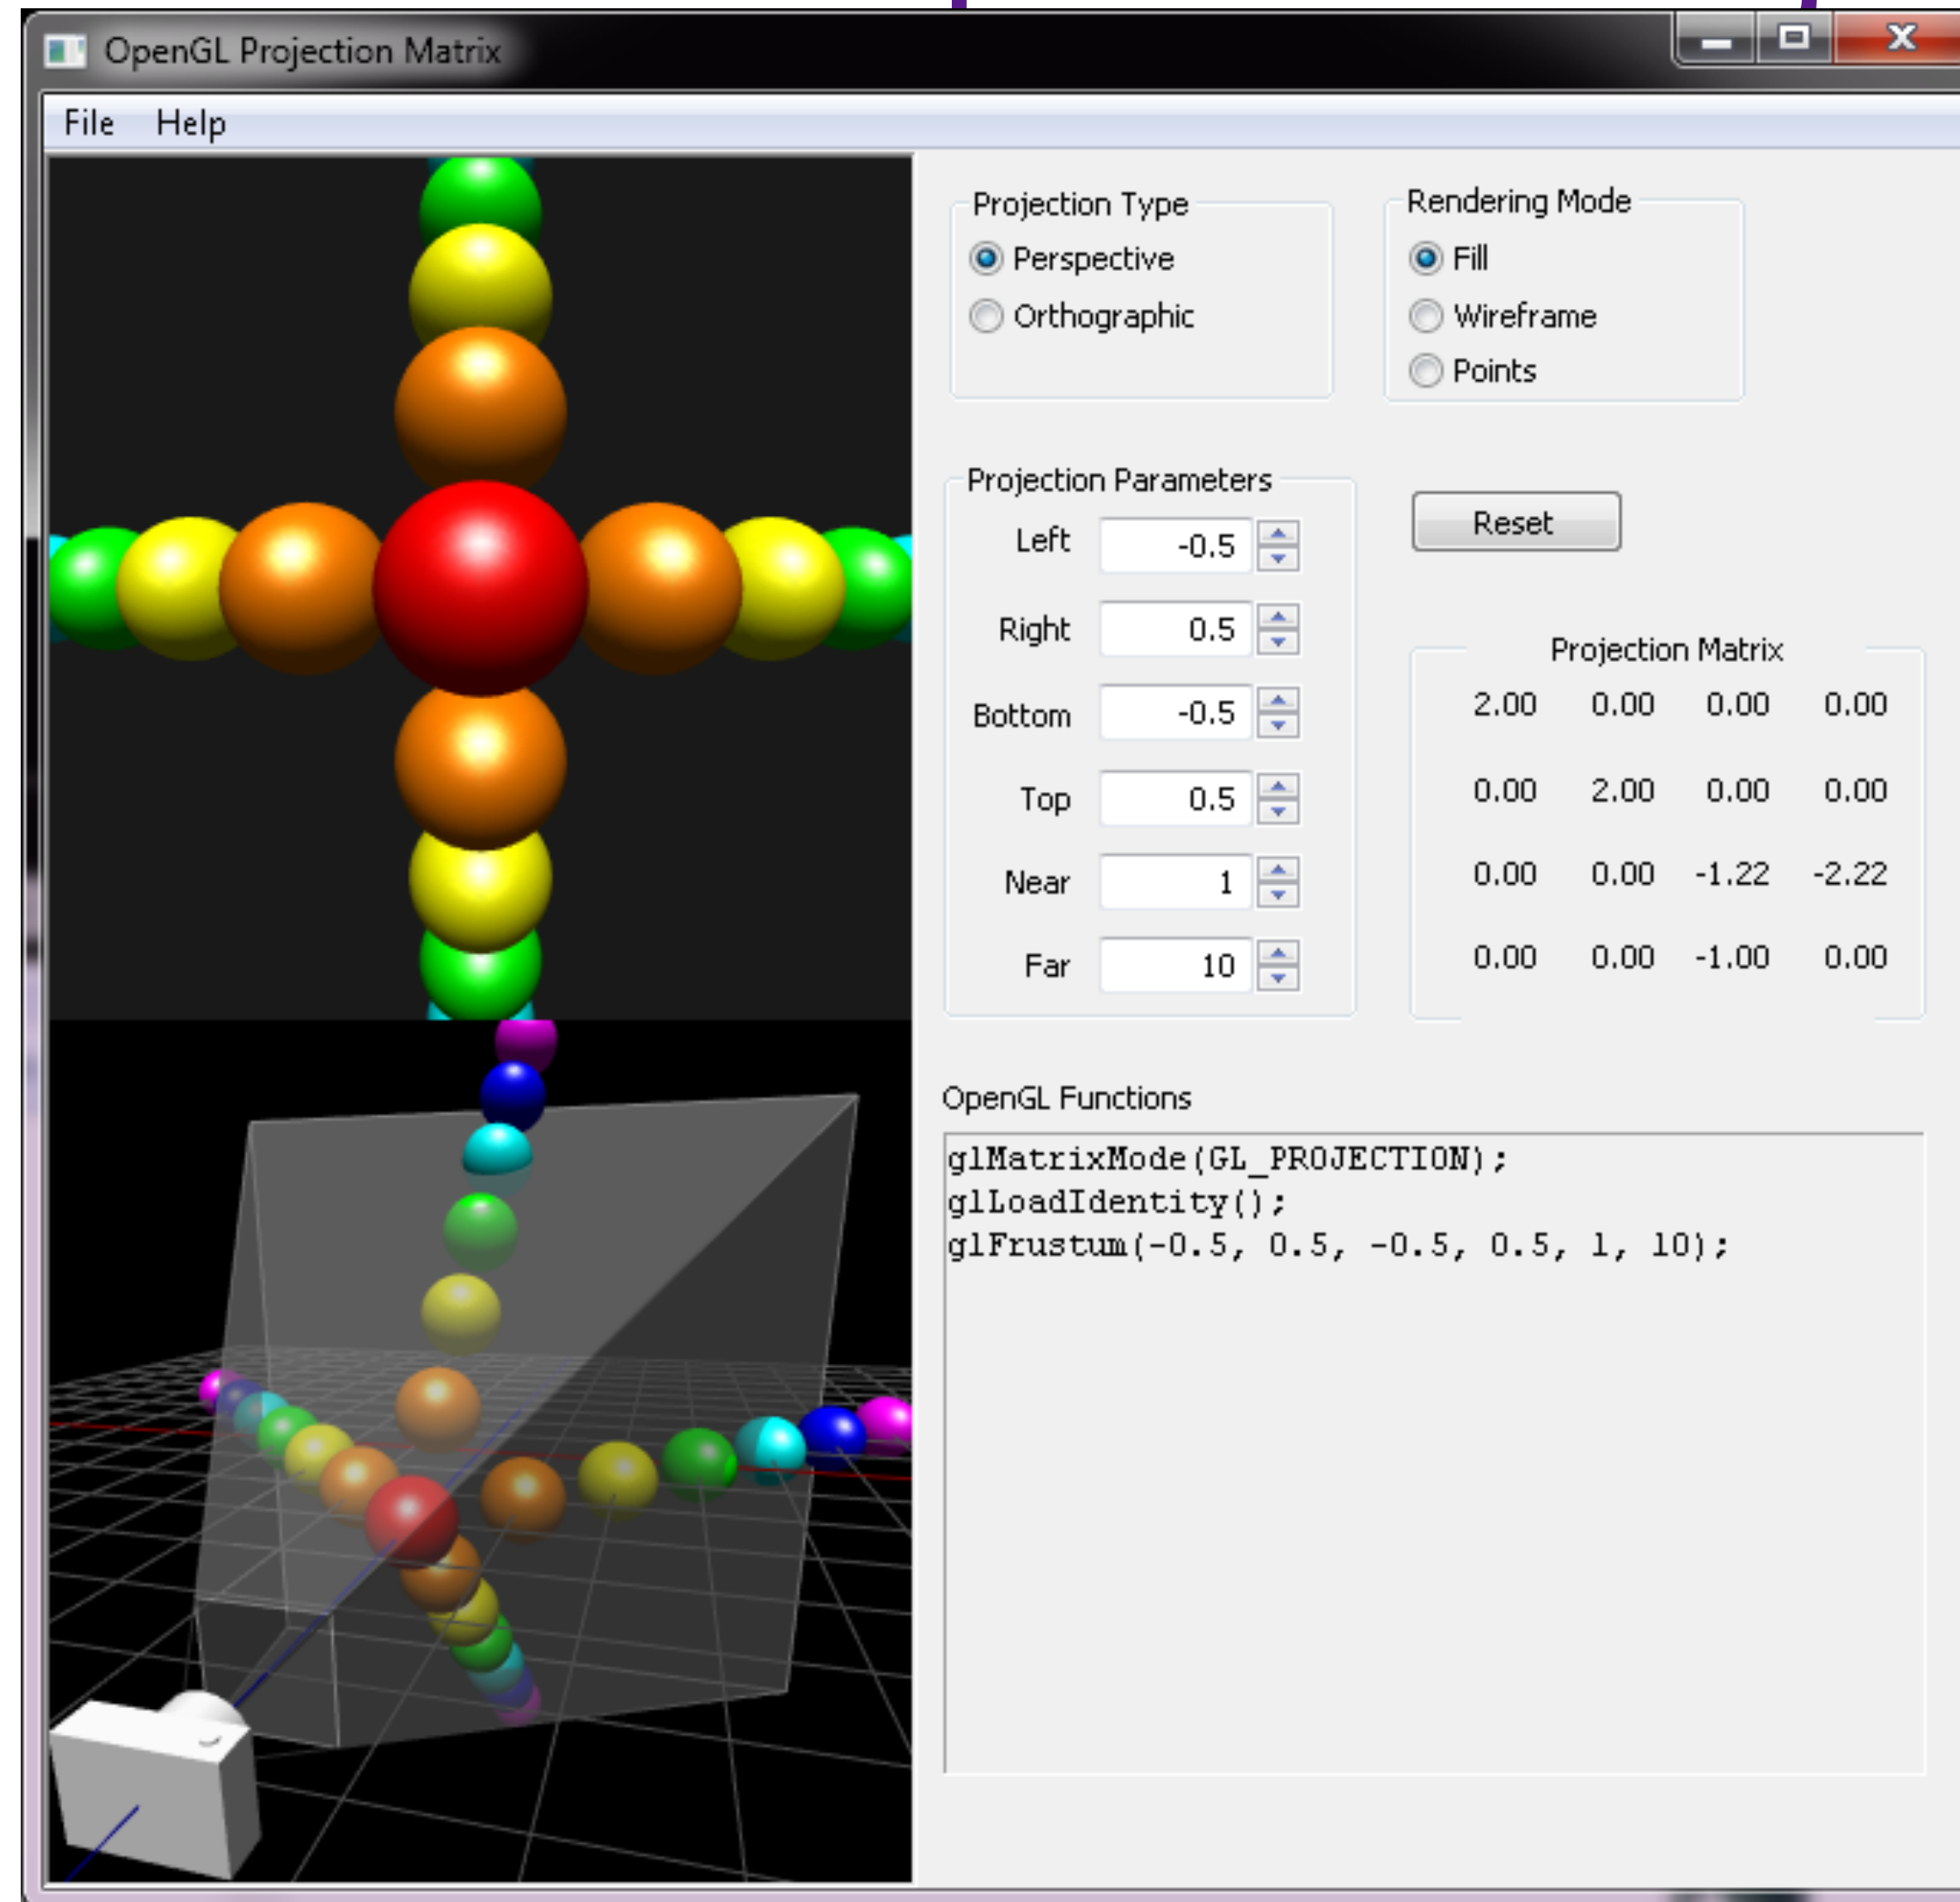 OpenGL Projection Matrix
File Help
Projection Type
Perspective
Orthographic
Rendering Mode
Fill
Wireframe
Points
Projection Parameters
Left -0.5
Right 0.5
Bottom -0.5
Top 0.5
Near 1
Far 10
Reset
Projection Matrix
2.00 0.00 0.00 0.00
0.00 2.00 0.00 0.00
0.00 0.00 -1.22 -2.22
0.00 0.00 -1.00 0.00
OpenGL Functions
glMatrixMode(GL_PROJECTION);
glLoadIdentity();
glFrustum(-0.5, 0.5, -0.5, 0.5, 1, 10);